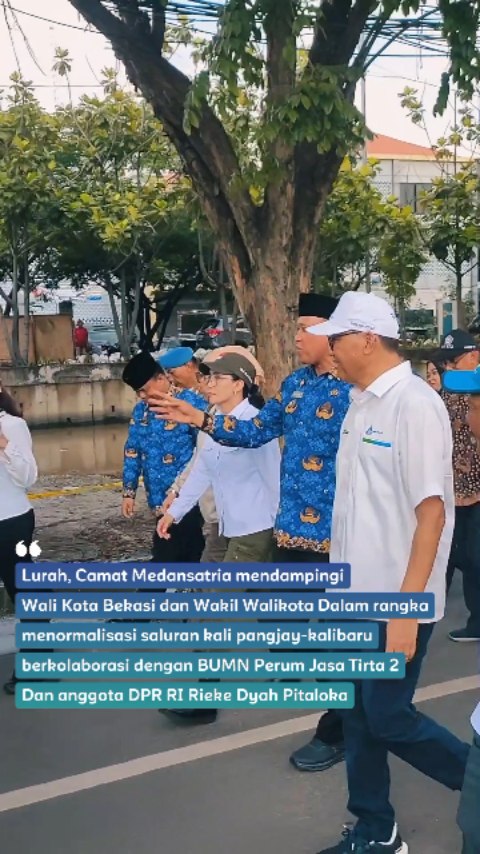 Lurah, Camat Medansatria mendampingi
Wali Kota Bekasi dan Wakil Walikota Dalam rangka
menormalisasi saluran kali pangjay-kalibaru
berkolaborasi dengan BUMN Perum Jasa Tirta 2
Dan anggota DPR RI Rieke Dyah Pitaloka